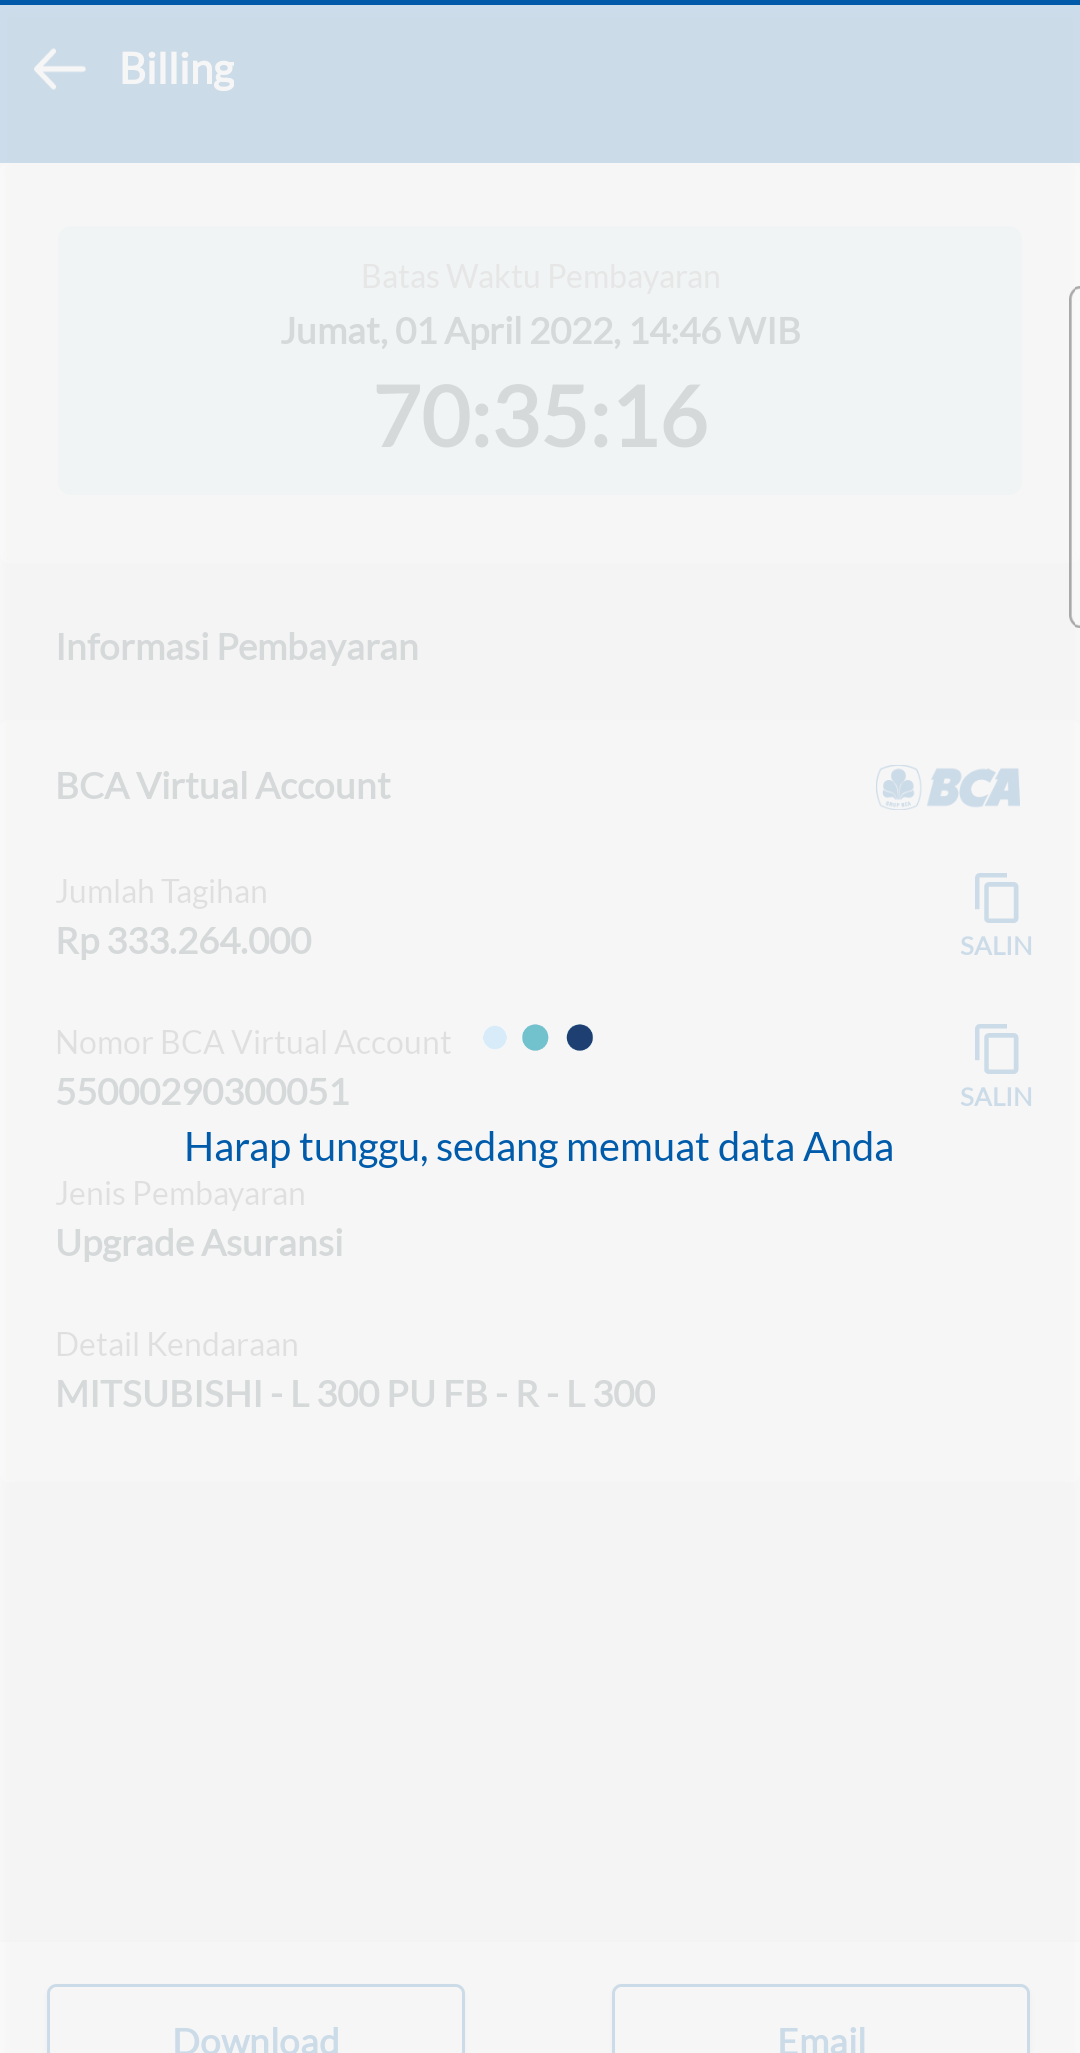 Billing
Batas Waktu Pembayaran
Jumat, 01 April 2022, 14:46 WIB
70:35:16
Informasi Pembayaran
BCA Virtual Account
BCA
Jumlah Tagihan
Rp 333.264.000
SALIN
Nomor BCA Virtual Account
55000290300051
SALIN
Harap tunggu, sedang memuat data Anda
Jenis Pembayaran
Upgrade Asuransi
Detail Kendaraan
MITSUBISHI - L 300 PU FB - R - L 300
Download
Email